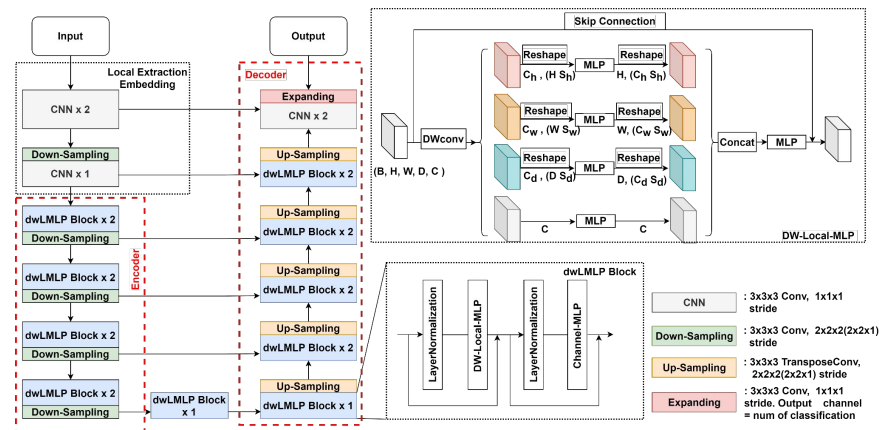 Input
Output
Local Extraction
Embedding
CNN x 2
Down-Sampling
CNN x 1
Encoder
dwLMLP Block x 2
Down-Sampling
dwLMLP Block x 2
Down-Sampling
dwLMLP Block x 2
Down-Sampling
dwLMLP Block x 2
Down-Sampling
dwLMLP Block
x 1
Decoder
Expanding
CNN x 2
Up-Sampling
dwLMLP Block x 2
Up-Sampling
dwLMLP Block x 2
Up-Sampling
dwLMLP Block x 2
Up-Sampling
dwLMLP Block x 2
Up-Sampling
dwLMLP Block x 1
Skip Connection
(B, H, W, D, C )
DWconv
Reshape
C_h , (H S_h)
MLP
Reshape
H, (C_h S_h)
Reshape
C_w , (W S_w)
MLP
Reshape
W, (C_w S_w)
Reshape
C_d , (D S_d)
MLP
Reshape
D, (C_d S_d)
C
MLP
C
Concat
MLP
DW-Local-MLP
dwLMLP Block
LayerNormalization
DW-Local-MLP
LayerNormalization
Channel-MLP
CNN
: 3x3x3 Conv, 1x1x1
stride
Down-Sampling
: 3x3x3 Conv, 2x2x2(2x2x1)
stride
Up-Sampling
: 3x3x3 TransposeConv,
2x2x2(2x2x1) stride
Expanding
: 3x3x3 Conv, 1x1x1
stride. Output channel
= num of classification